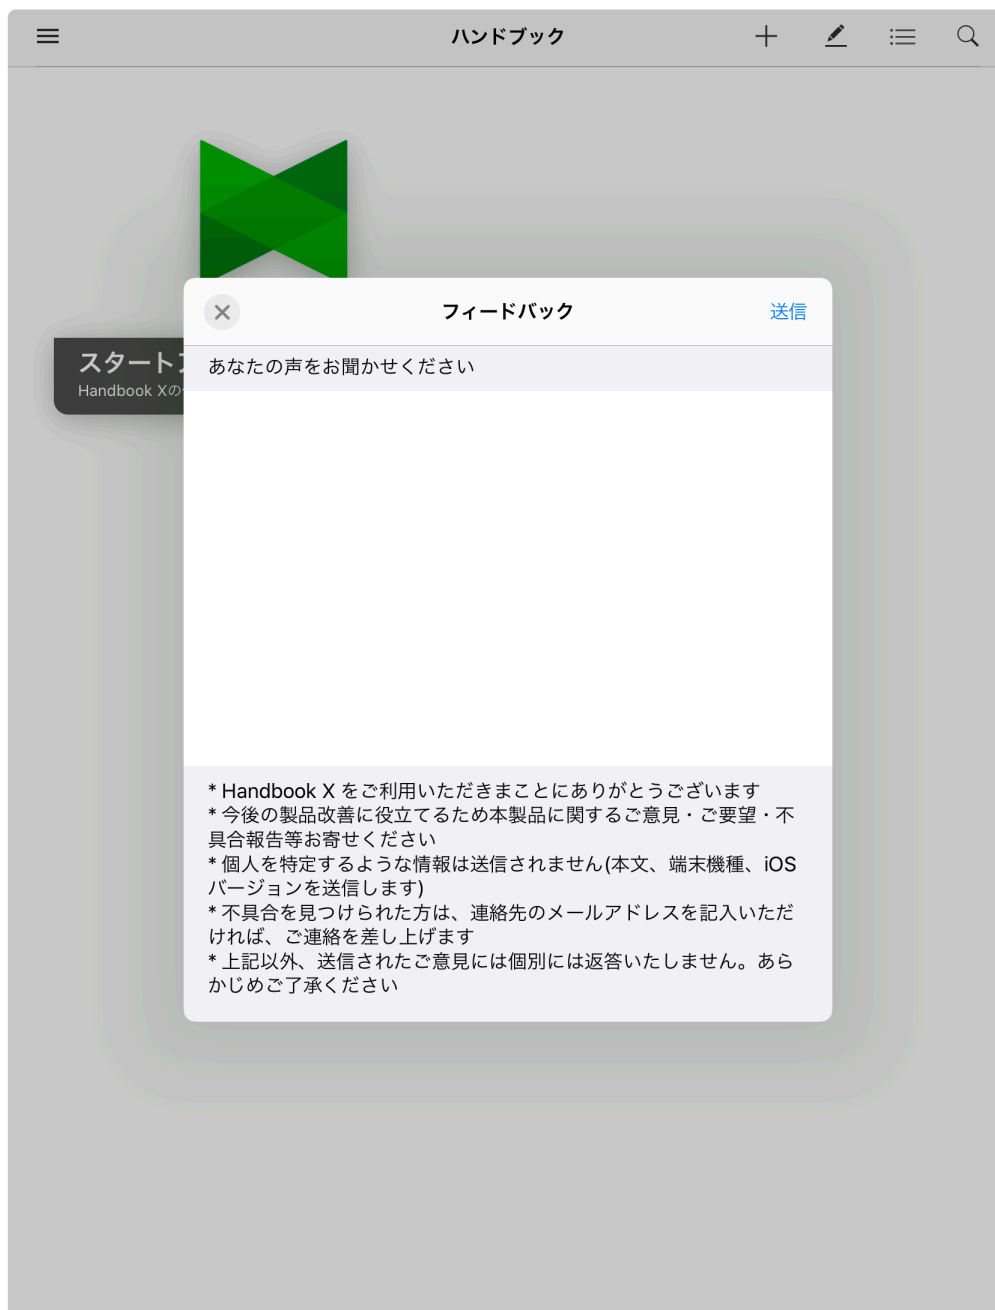 ハンドブック
フィードバック
送信
スタート
Handbook Xの
あなたの声をお聞かせください
* Handbook X をご利用いただきまことにありがとうございます
* 今後の製品改善に役立てるため本製品に関するご意見・ご要望・不
具合報告等お寄せください
* 個人を特定するような情報は送信されません(本文、端末機種、iOS
バージョンを送信します)
* 不具合を見つけられた方は、連絡先のメールアドレスを記入いただ
ければ、ご連絡を差し上げます
* 上記以外、送信されたご意見には個別には返答いたしません。あら
かじめご了承ください